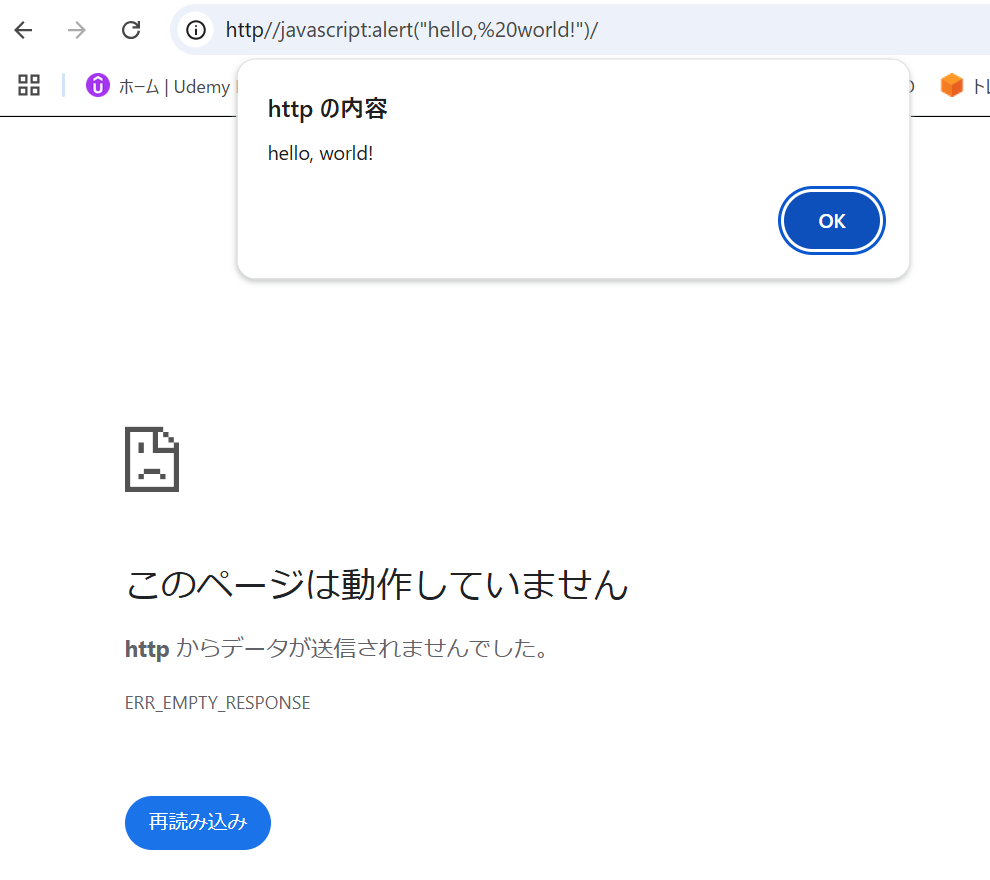 http//javascript:alert("hello,%20world!")/
ホーム | Udemy
http の内容
hello, world!
OK
このページは動作していません
http からデータが送信されませんでした。
ERR_EMPTY_RESPONSE
再読み込み